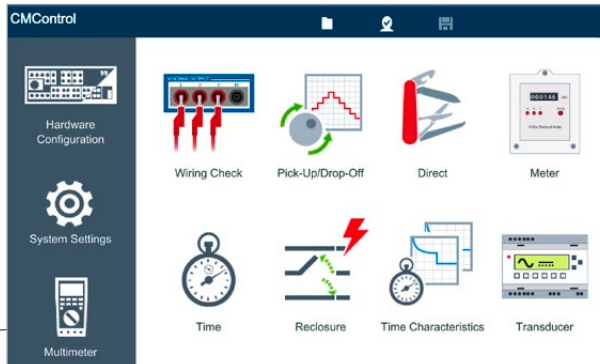 CMControl
Hardware
Configuration
System Settings
Multimeter
Wiring Check
Pick-Up/Drop-Off
Direct
Meter
Time
Reclosure
Time Characteristics
Transducer